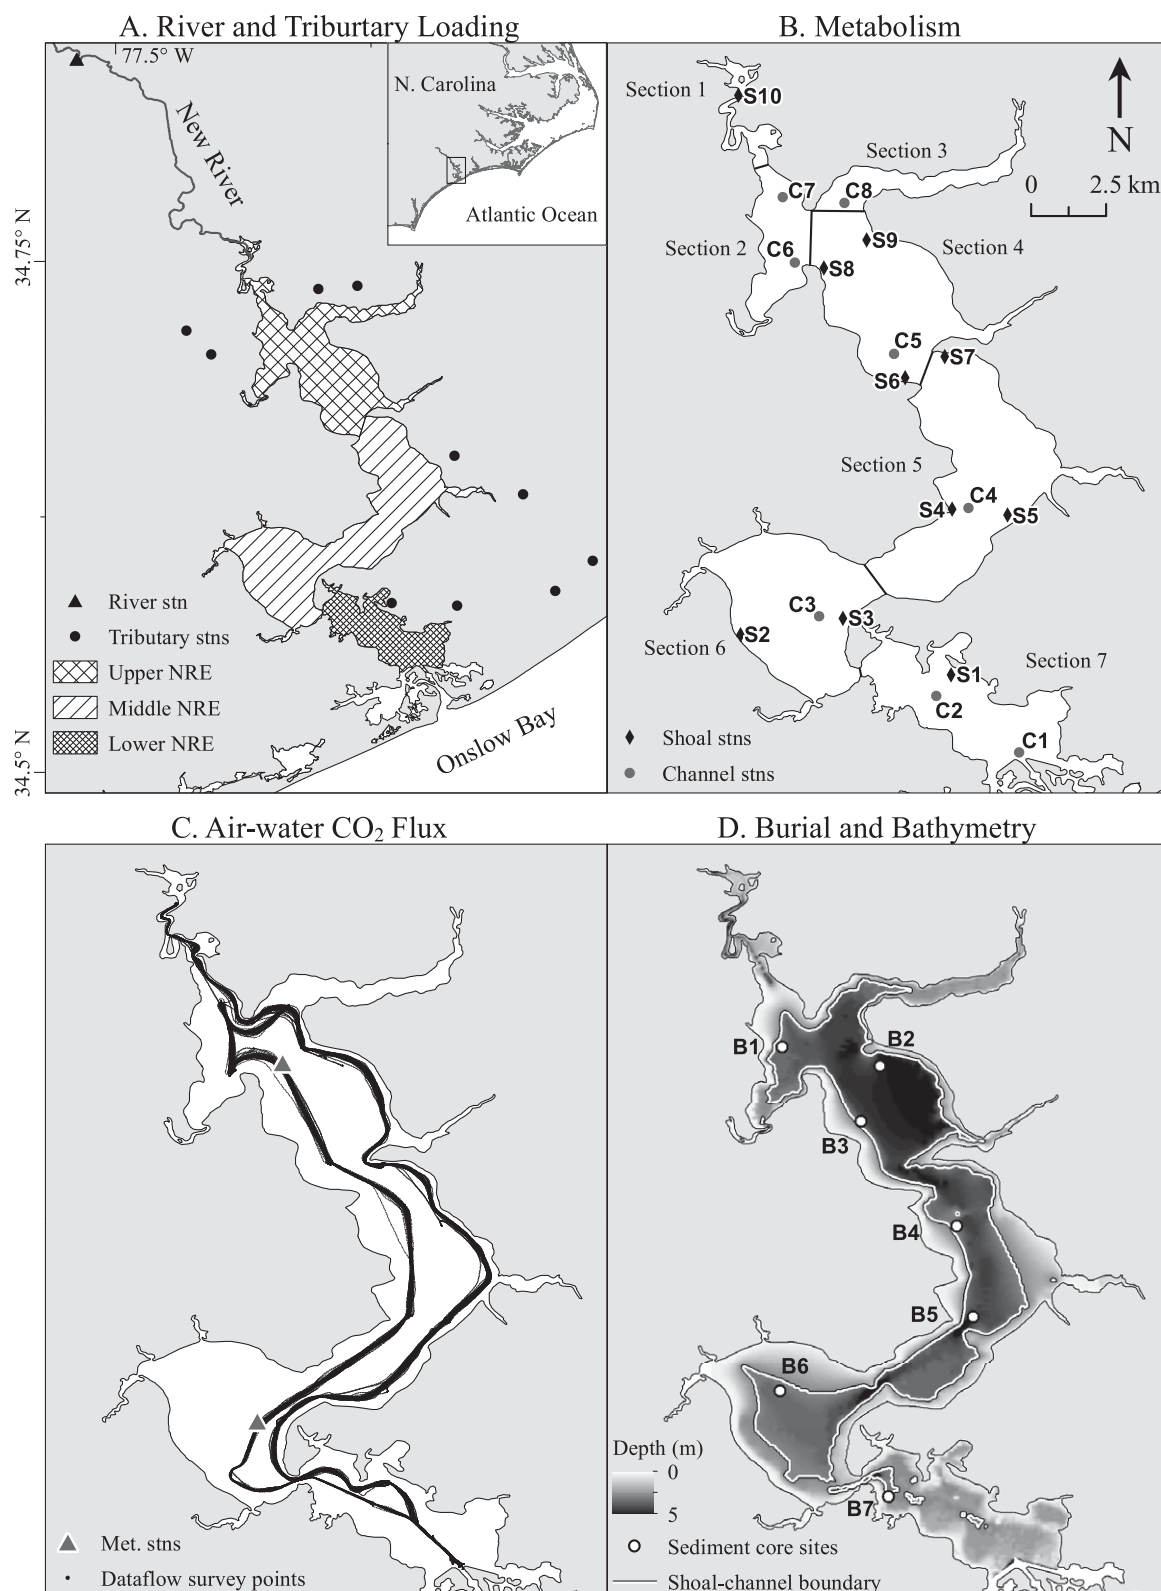 A. River and Triburtary Loading
77.5° W
N. Carolina
Atlantic Ocean
New River
34.75° N
34.5° N
River stn
Tributary stns
Upper NRE
Middle NRE
Lower NRE
Onslow Bay
B. Metabolism
Section 1
S10
N
Section 3
0 2.5 km
C7
C8
Section 2
C6
S9
S8
Section 4
C5
S7
S6
Section 5
S4
C4
S5
C3
S3
S2
Section 6
S1
Section 7
C2
C1
Shoal stns
Channel stns
C. Air-water CO₂ Flux
Met. stns
Dataflow survey points
D. Burial and Bathymetry
B1
B2
B3
B4
B5
B6
B7
Depth (m)
0
5
Sediment core sites
Shoal-channel boundary